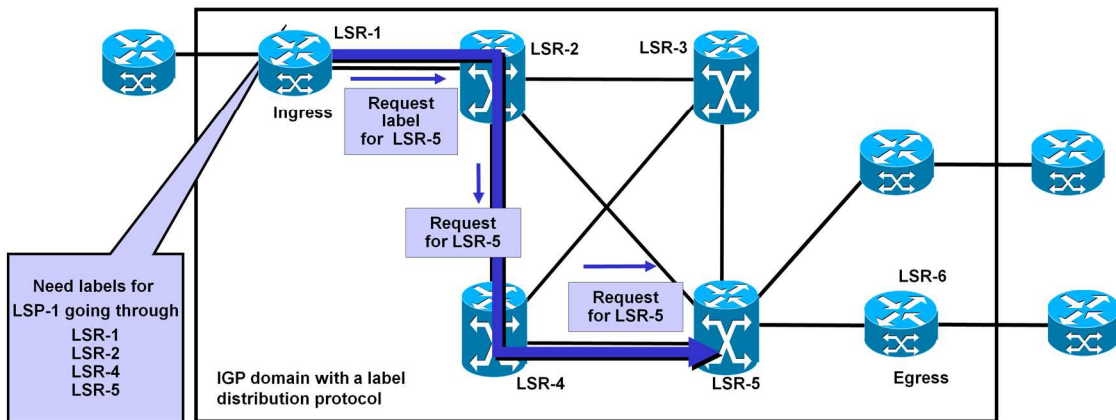 LSR-1
LSR-2
LSR-3
Ingress
Request
label
for LSR-5
Request
for LSR-5
Request
for LSR-5
Need labels for
LSP-1 going through
LSR-1
LSR-2
LSR-4
LSR-5
LSR-6
LSR-4
LSR-5
Egress
IGP domain with a label
distribution protocol